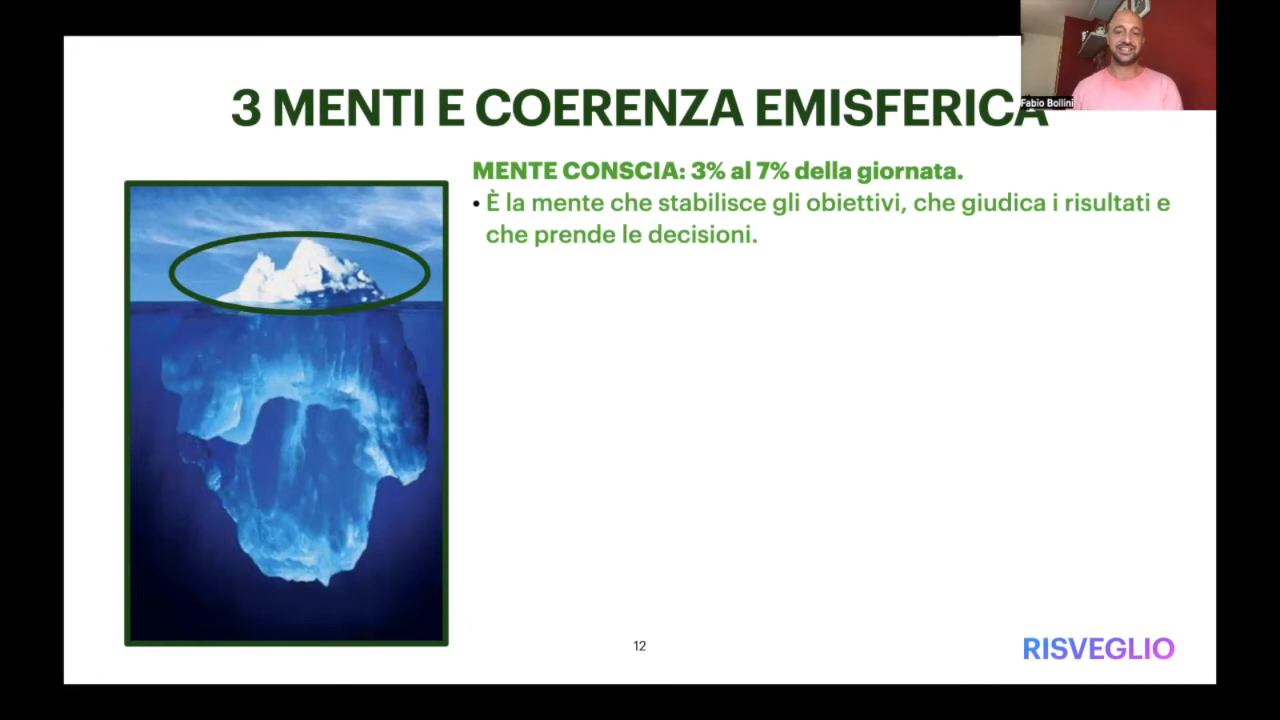 3 MENTI E COERENZA EMISFERICA
Fabio Bollini
MENTE CONSCIA: 3% al 7% della giornata.
• È la mente che stabilisce gli obiettivi, che giudica i risultati e
che prende le decisioni.
12
RISVEGLIO